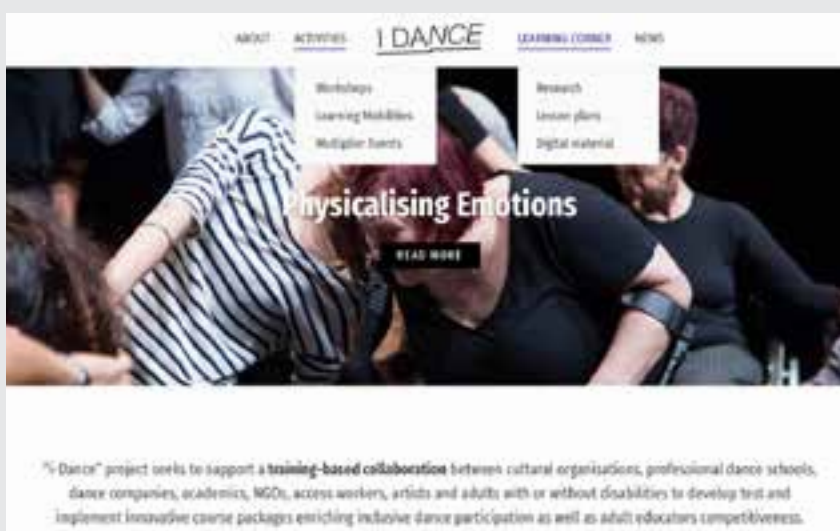 ABOUT ACTIVITIES I DANCE LEARNING CORNER NEWS
Workshops
Learning Mobilities
Multiplier Events
Research
Lesson plans
Digital material
Physicalising Emotions
READ MORE
"i-Dance" project seeks to support a training-based collaboration between cultural organisations, professional dance schools,
dance companies, academics, NGOs, access workers, artists and adults with or without disabilities to develop test and
implement innovative course packages enriching inclusive dance participation as well as adult educators competitiveness.